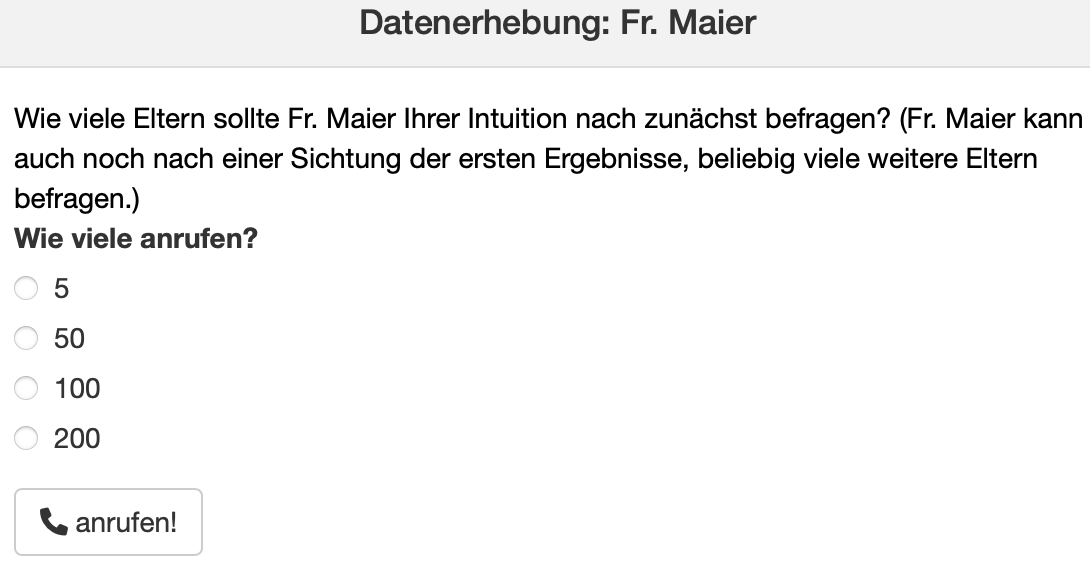 Datenerhebung: Fr. Maier
Wie viele Eltern sollte Fr. Maier Ihrer Intuition nach zunächst befragen? (Fr. Maier kann
auch noch nach einer Sichtung der ersten Ergebnisse, beliebig viele weitere Eltern
befragen.)
Wie viele anrufen?
5
50
100
200
anrufen!